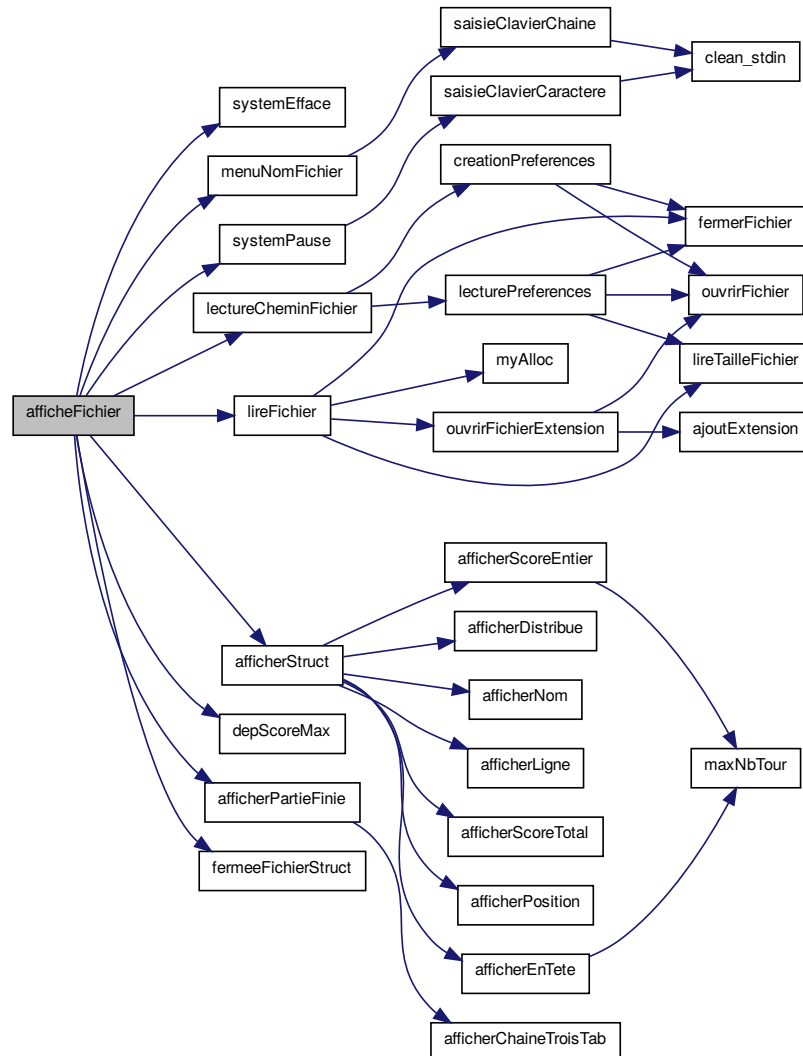 saisieClavierChaine
clean_stdin
systemEfface
saisieClavierCaractere
menuNomFichier
creationPreferences
systemPause
fermerFichier
lectureCheminFichier
lecturePreferences
ouvrirFichier
myAlloc
lireTailleFichier
afficheFichier
lireFichier
ouvrirFichierExtension
ajoutExtension
afficherScoreEntier
afficherDistribue
afficherStruct
afficherNom
depScoreMax
afficherLigne
maxNbTour
afficherPartieFinie
afficherScoreTotal
fermeeFichierStruct
afficherPosition
afficherEnTete
afficherChaineTroisTab